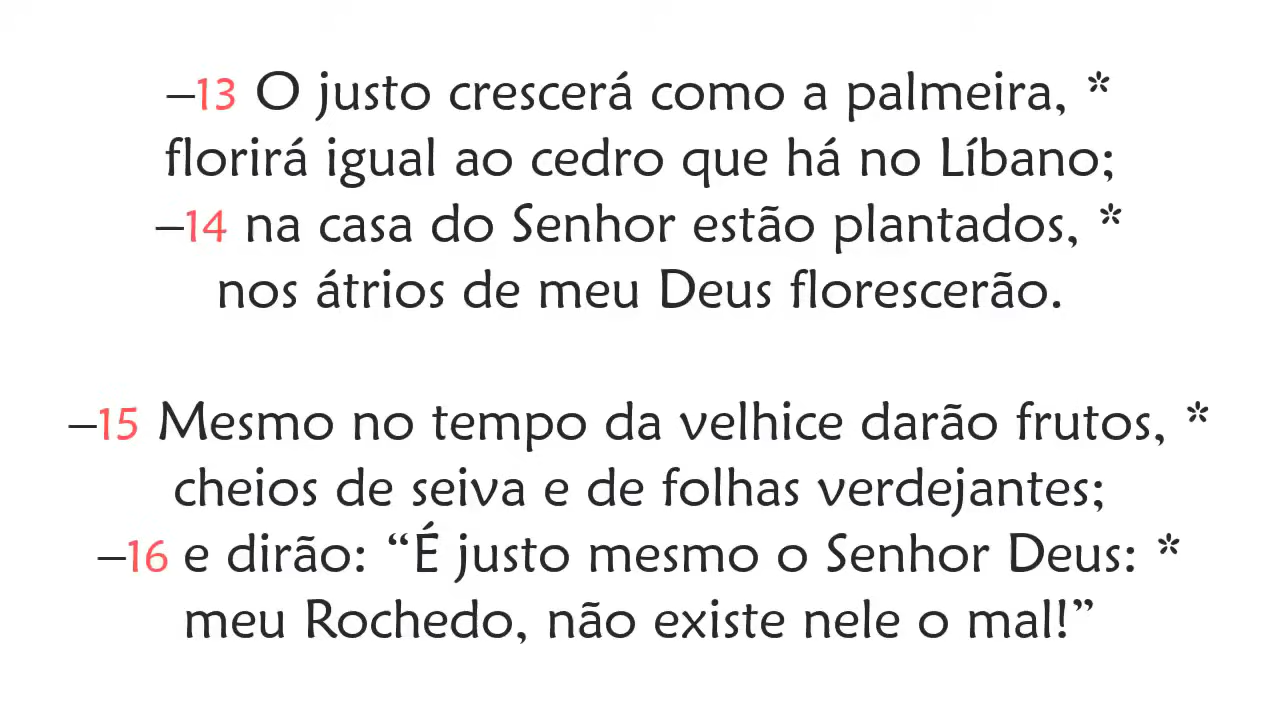 –13 O justo crescerá como a palmeira, *
florirá igual ao cedro que há no Líbano;
–14 na casa do Senhor estão plantados, *
nos átrios de meu Deus florescerão.
–15 Mesmo no tempo da velhice darão frutos, *
cheios de seiva e de folhas verdejantes;
–16 e dirão: “É justo mesmo o Senhor Deus: *
meu Rochedo, não existe nele o mal!”